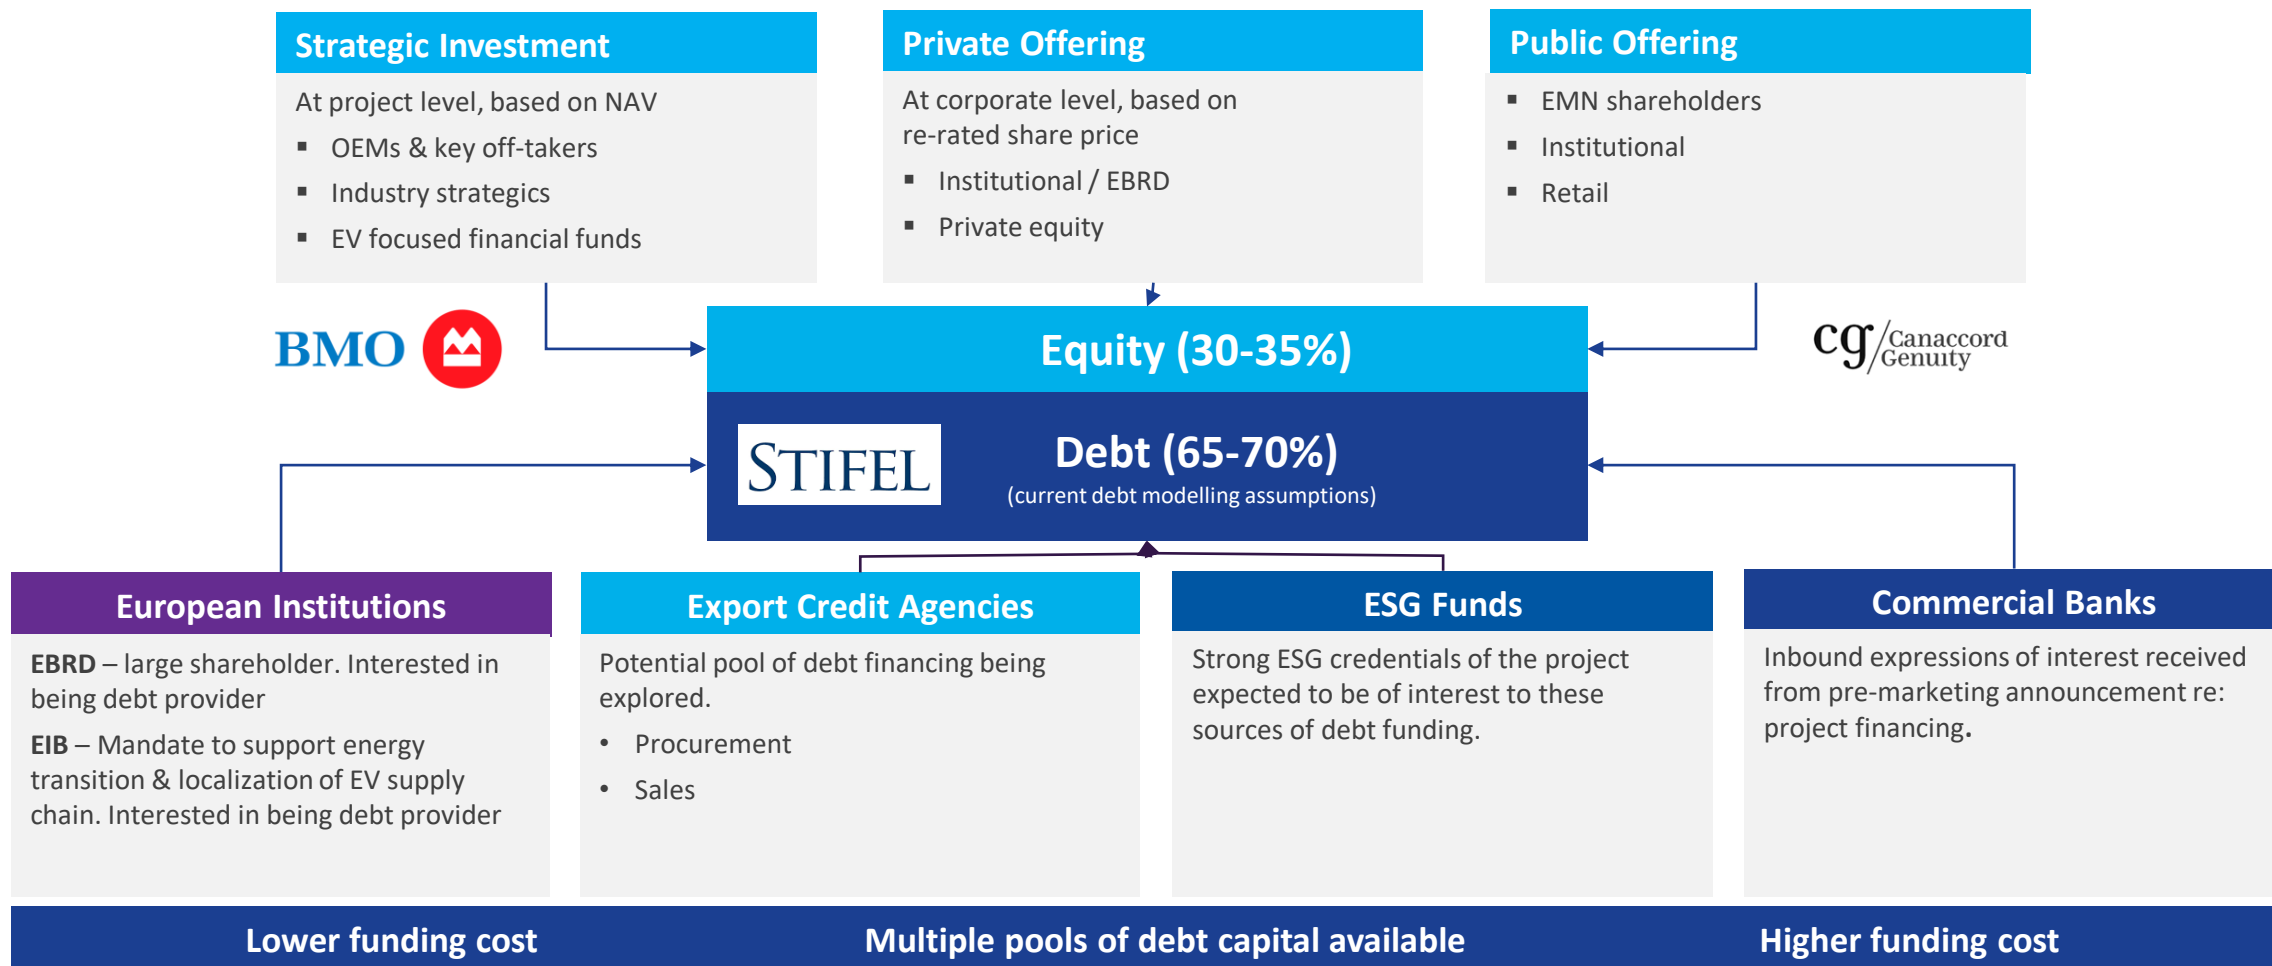 Strategic Investment
At project level, based on NAV
▪ OEMs & key off-takers
▪ Industry strategics
▪ EV focused financial funds
Private Offering
At corporate level, based on
re-rated share price
▪ Institutional / EBRD
▪ Private equity
Public Offering
▪ EMN shareholders
▪ Institutional
▪ Retail
BMO
Equity (30-35%)
cg/Canaccord
Genuity
STIFEL
Debt (65-70%)
(current debt modelling assumptions)
European Institutions
EBRD – large shareholder. Interested in
being debt provider
EIB – Mandate to support energy
transition & localization of EV supply
chain. Interested in being debt provider
Export Credit Agencies
Potential pool of debt financing being
explored.
• Procurement
• Sales
ESG Funds
Strong ESG credentials of the project
expected to be of interest to these
sources of debt funding.
Commercial Banks
Inbound expressions of interest received
from pre-marketing announcement re:
project financing.
Lower funding cost
Multiple pools of debt capital available
Higher funding cost